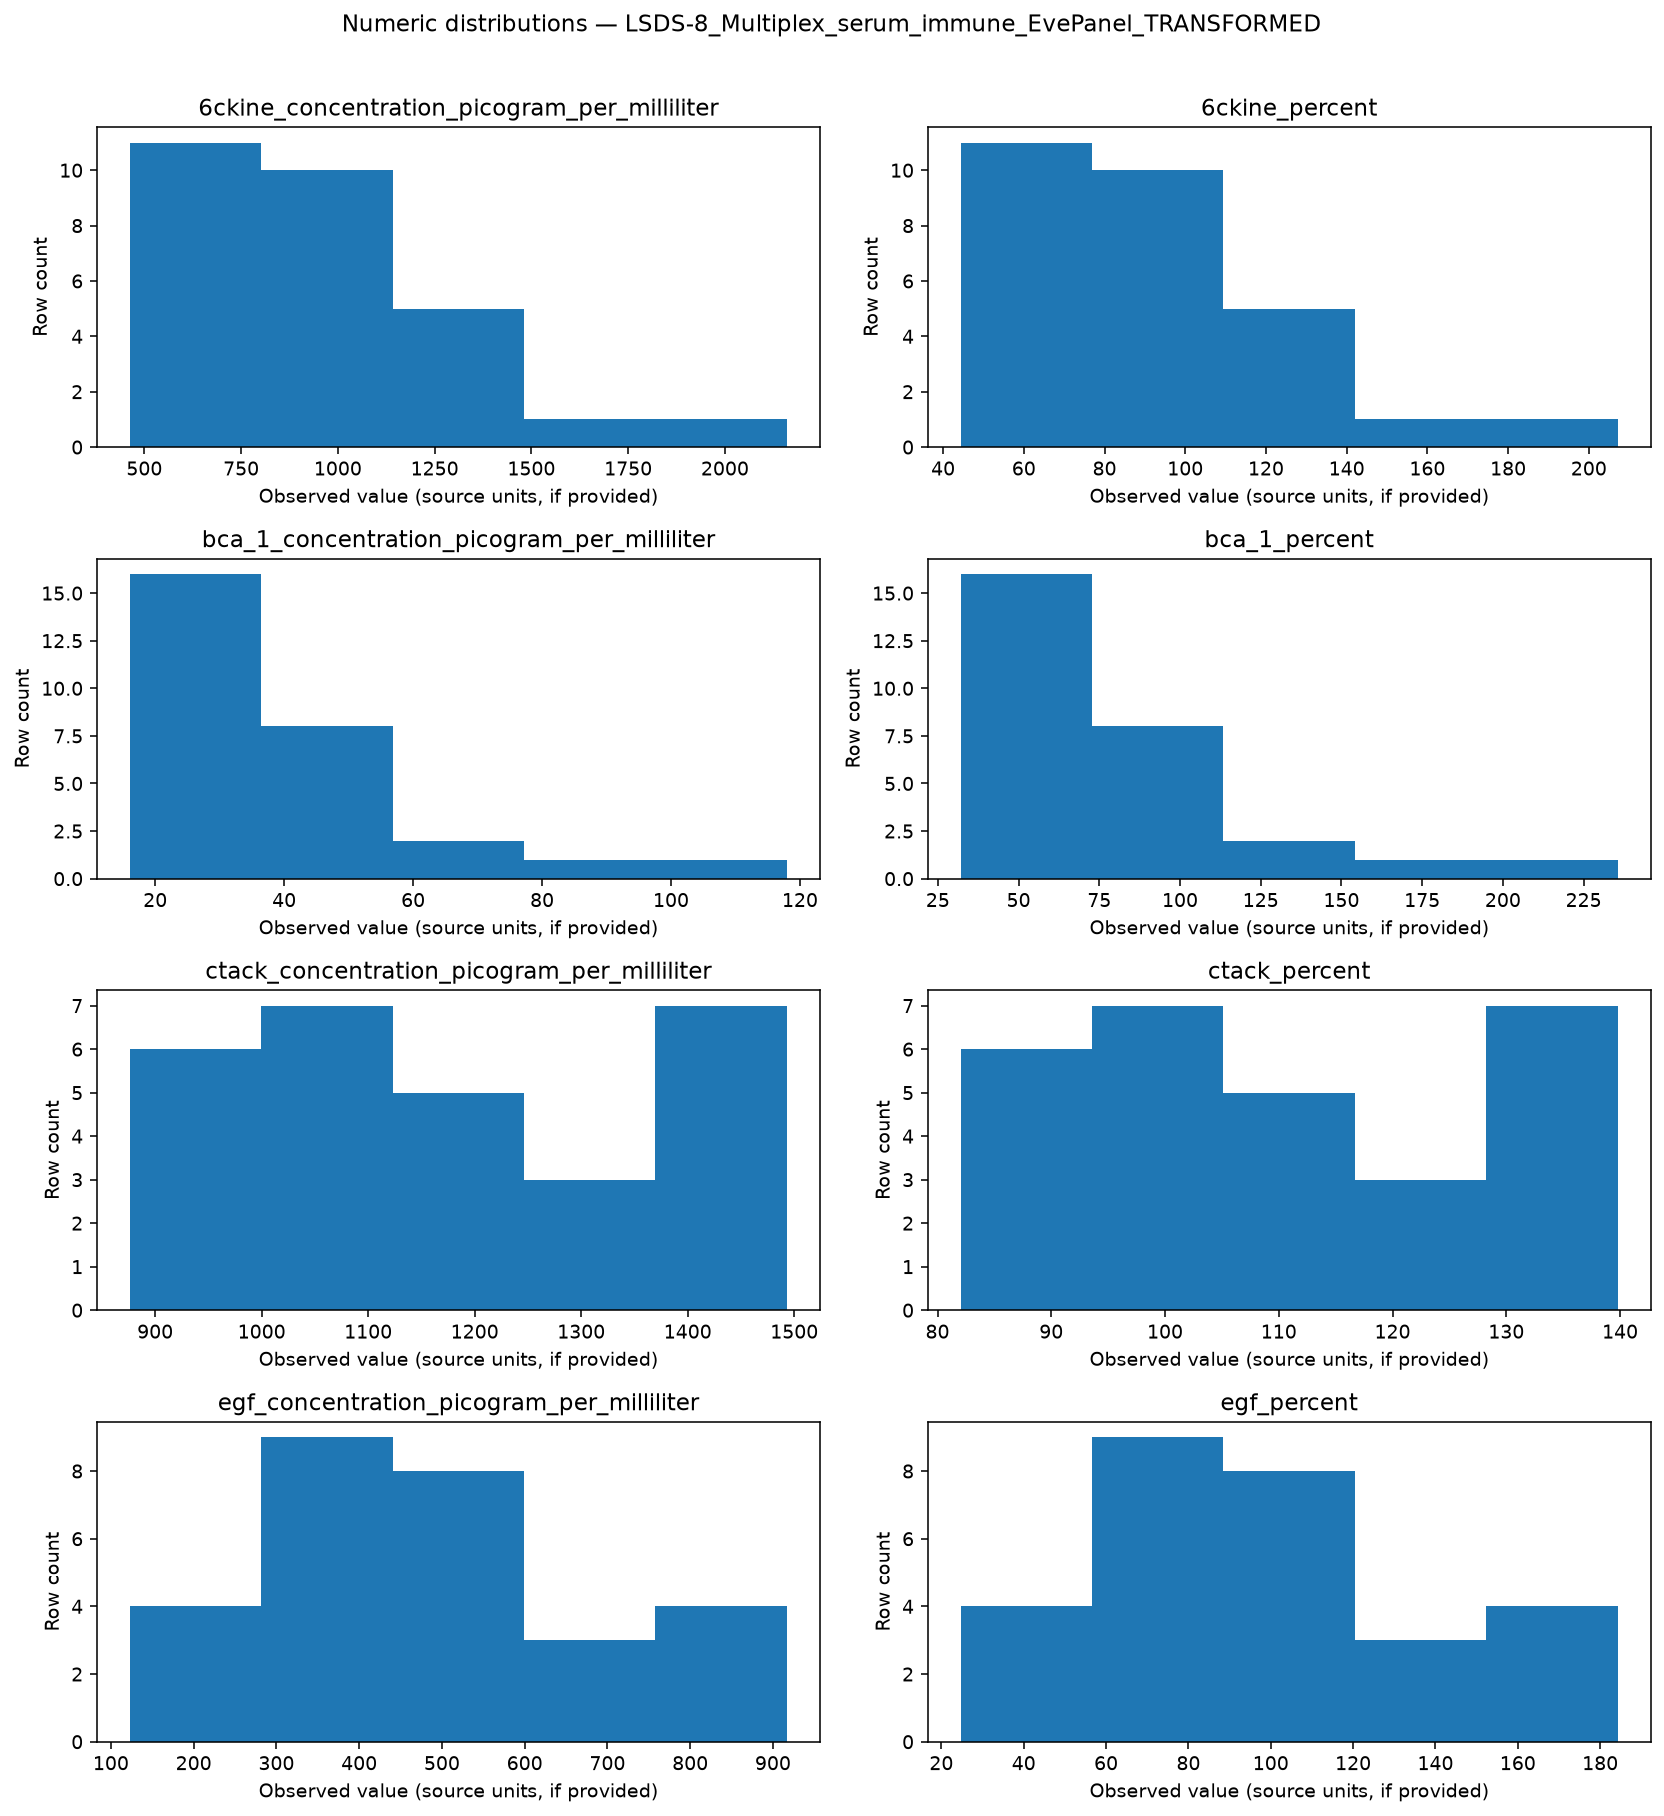 Numeric distributions — LSDS-8_Multiplex_serum_immune_EvePanel_TRANSFORMED
6ckine_concentration_picogram_per_milliliter
Row count
10
8
6
4
2
0
500 750 1000 1250 1500 1750 2000
Observed value (source units, if provided)
6ckine_percent
Row count
10
8
6
4
2
0
40 60 80 100 120 140 160 180 200
Observed value (source units, if provided)
bca_1_concentration_picogram_per_milliliter
Row count
15.0
12.5
10.0
7.5
5.0
2.5
0.0
20 40 60 80 100 120
Observed value (source units, if provided)
bca_1_percent
Row count
15.0
12.5
10.0
7.5
5.0
2.5
0.0
25 50 75 100 125 150 175 200 225
Observed value (source units, if provided)
ctack_concentration_picogram_per_milliliter
Row count
7
6
5
4
3
2
1
0
900 1000 1100 1200 1300 1400 1500
Observed value (source units, if provided)
ctack_percent
Row count
7
6
5
4
3
2
1
0
80 90 100 110 120 130 140
Observed value (source units, if provided)
egf_concentration_picogram_per_milliliter
Row count
8
6
4
2
0
100 200 300 400 500 600 700 800 900
Observed value (source units, if provided)
egf_percent
Row count
8
6
4
2
0
20 40 60 80 100 120 140 160 180
Observed value (source units, if provided)